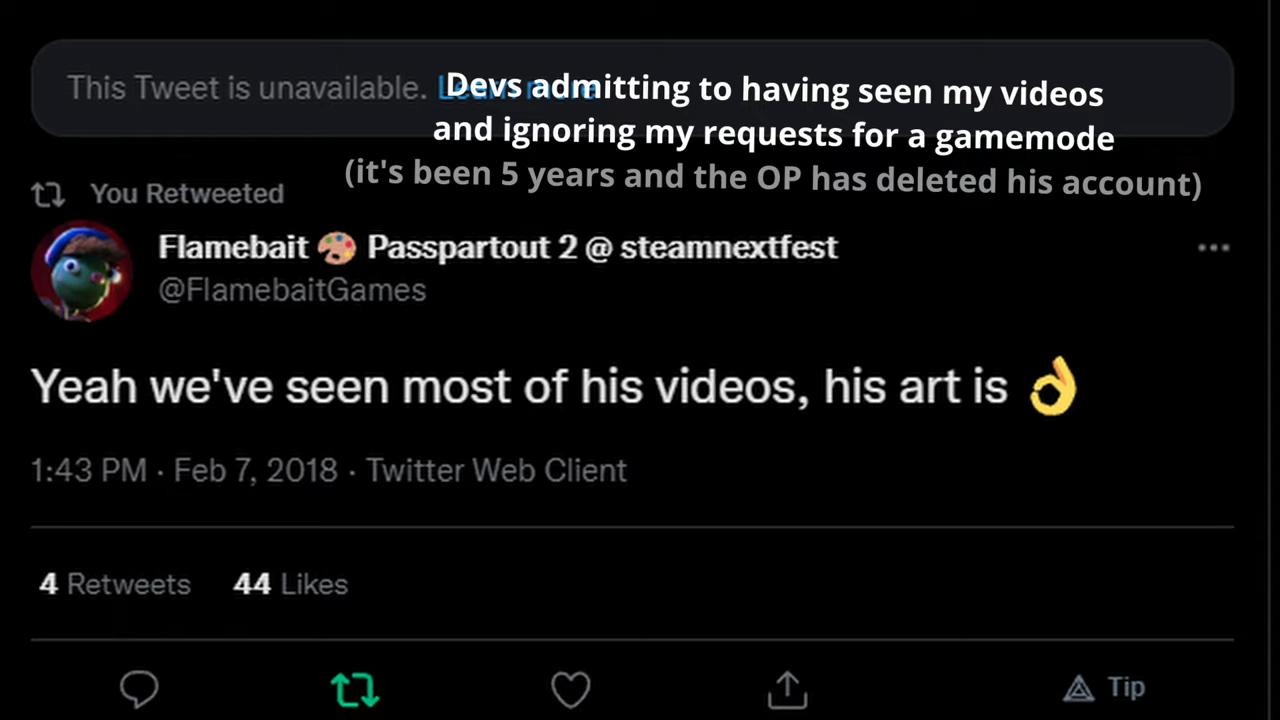 This Tweet is unavailable. Learn more
Devs admitting to having seen my videos
and ignoring my requests for a gamemode
(it's been 5 years and the OP has deleted his account)
You Retweeted
Flamebait 🎨 Passpartout 2 @ steamnextfest
@FlamebaitGames
Yeah we've seen most of his videos, his art is 👌
1:43 PM · Feb 7, 2018 · Twitter Web Client
4 Retweets 44 Likes
Tip